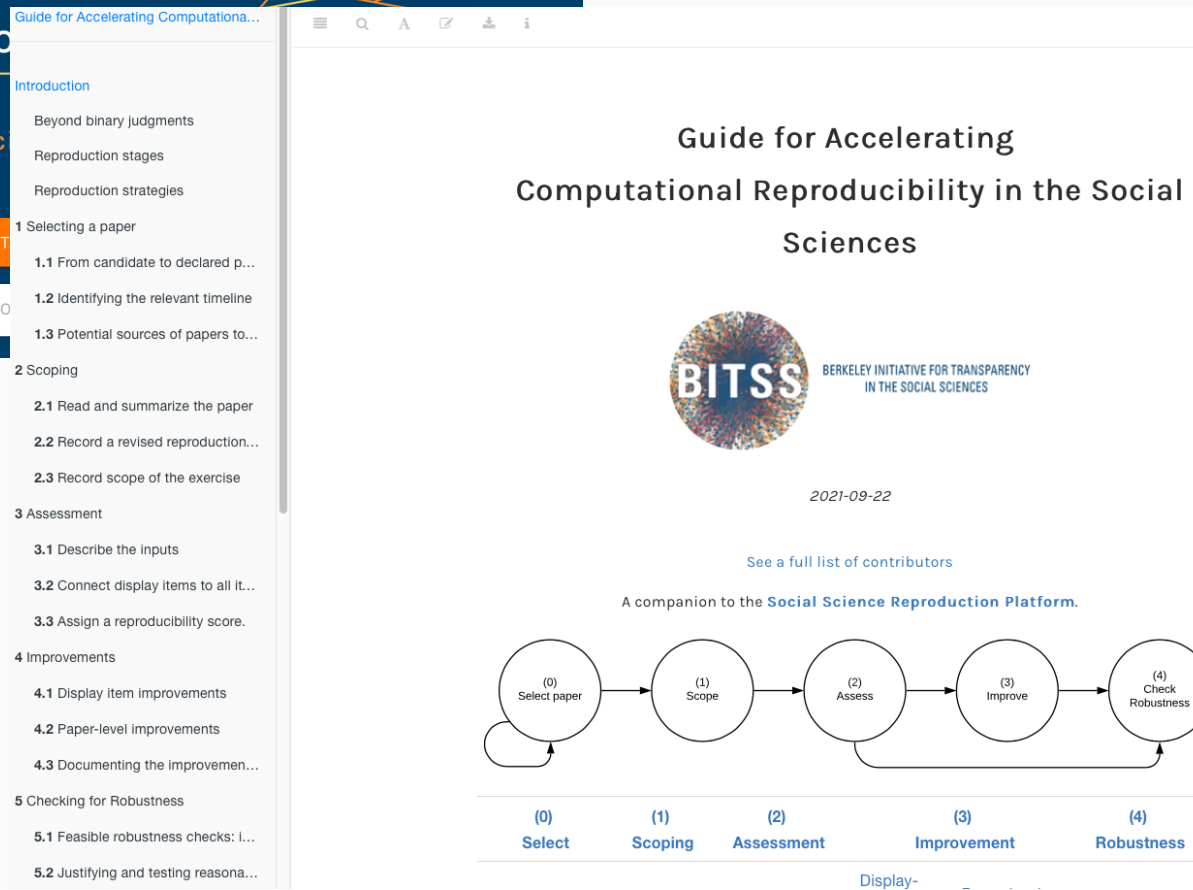 Guide for Accelerating Computationa...
Introduction
Beyond binary judgments
Reproduction stages
Reproduction strategies
1 Selecting a paper
1.1 From candidate to declared p...
1.2 Identifying the relevant timeline
1.3 Potential sources of papers to...
2 Scoping
2.1 Read and summarize the paper
2.2 Record a revised reproduction...
2.3 Record scope of the exercise
3 Assessment
3.1 Describe the inputs
3.2 Connect display items to all it...
3.3 Assign a reproducibility score.
4 Improvements
4.1 Display item improvements
4.2 Paper-level improvements
4.3 Documenting the improvemen...
5 Checking for Robustness
5.1 Feasible robustness checks: i...
5.2 Justifying and testing reasona...
Guide for Accelerating
Computational Reproducibility in the Social
Sciences
BITSS
BERKELEY INITIATIVE FOR TRANSPARENCY
IN THE SOCIAL SCIENCES
2021-09-22
See a full list of contributors
A companion to the Social Science Reproduction Platform.
(0)
Select paper
(1)
Scope
(2)
Assess
(3)
Improve
(4)
Check
Robustness
(0) (1) (2) (3) (4)
Select Scoping Assessment Improvement Robustness
Display-